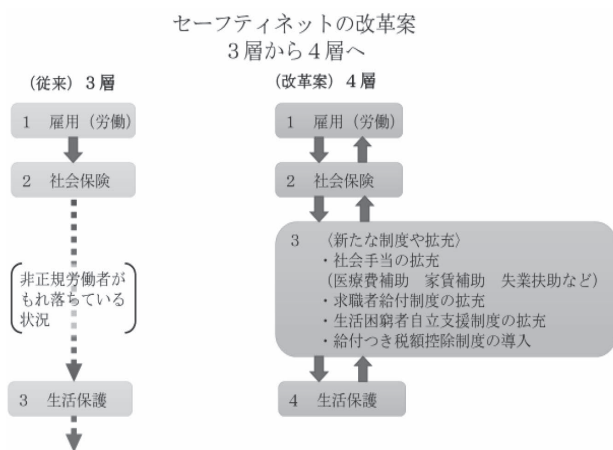 セーフティネットの改革案
3層から4層へ
(従来) 3層
1 雇用(労働)
2 社会保険
非正規労働者が
もれ落ちている
状況
3 生活保護
(改革案) 4層
1 雇用(労働)
2 社会保険
3 〈新たな制度や拡充〉
・社会手当の拡充
(医療費補助 家賃補助 失業扶助など)
・求職者給付制度の拡充
・生活困窮者自立支援制度の拡充
・給付つき税額控除制度の導入
4 生活保護